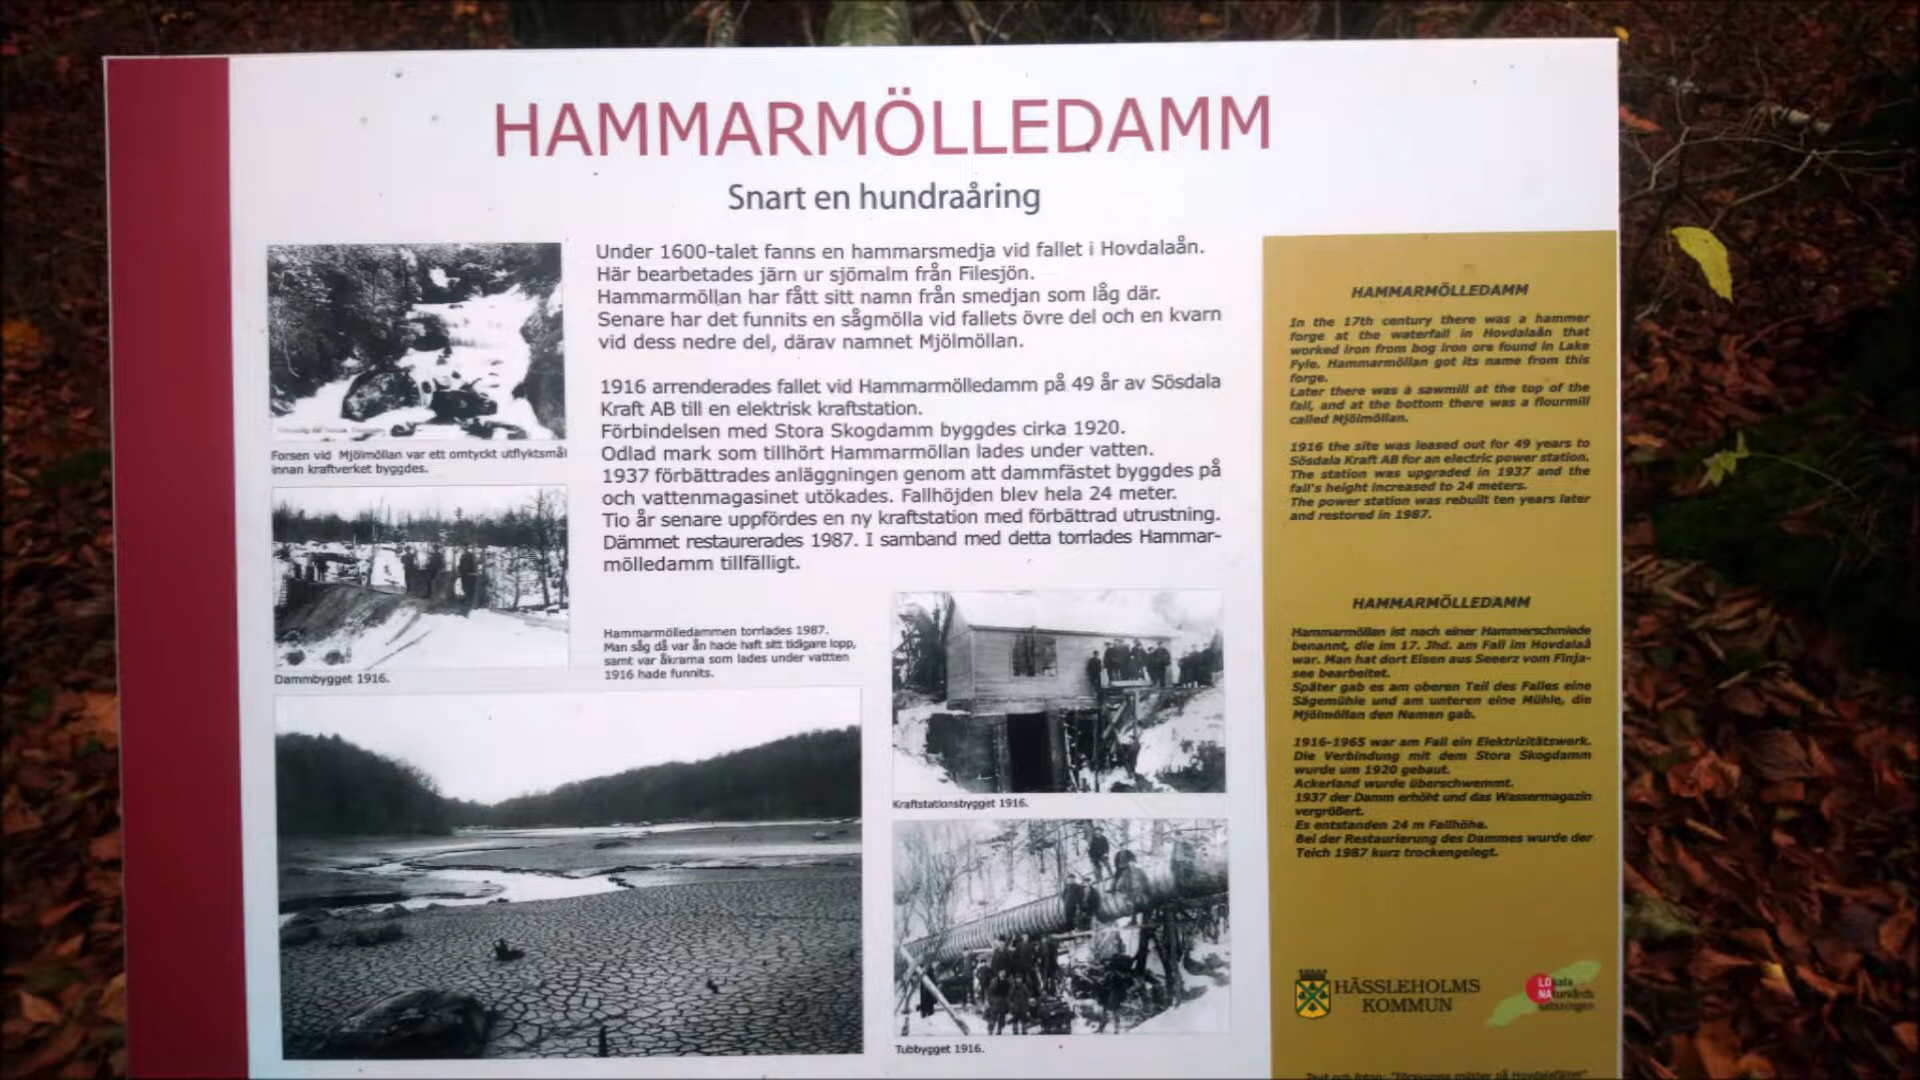 HAMMARMÖLLEDAMM
Snart en hundraåring
Under 1600-talet fanns en hammarsmedja vid fallet i Hovdalaån.
Här bearbetades järn ur sjömalm från Filesjön.
Hammarmöllan har fått sitt namn från smedjan som låg där.
Senare har det funnits en sågmölla vid fallets övre del och en kvarn
vid dess nedre del, därav namnet Mjölmöllan.
1916 arrenderades fallet vid Hammarmölledamm på 49 år av Sösdala
Kraft AB till en elektrisk kraftstation.
Förbindelsen med Stora Skogdamm byggdes cirka 1920.
Odlad mark som tillhört Hammarmöllan lades under vatten.
1937 förbättrades anläggningen genom att dammfästet byggdes på
och vattenmagasinet utökades. Fallhöjden blev hela 24 meter.
Tio år senare uppfördes en ny kraftstation med förbättrad utrustning.
Dämmet restaurerades 1987. I samband med detta torrlades Hammar-
mölledamm tillfälligt.
Forsen vid Mjölmöllan var ett omtyckt utflyktsmål
innan kraftverket byggdes.
Dammbygget 1916.
Hammarmölledammen torrlades 1987.
Man såg då var ån hade haft sitt tidigare lopp,
samt var åkrarna som lades under vattten
1916 hade funnits.
Kraftstationsbygget 1916.
Tubbygget 1916.
HAMMARMÖLLEDAMM
In the 17th century there was a hammer
forge at the waterfall in Hovdalaån that
worked iron from bog iron ore found in Lake
Fyle. Hammarmöllan got its name from this
forge.
Later there was a sawmill at the top of the
fall, and at the bottom there was a flourmill
called Mjölmöllan.
1916 the site was leased out for 49 years to
Sösdala Kraft AB for an electric power station.
The station was upgraded in 1937 and the
fall's height increased to 24 meters.
The power station was rebuilt ten years later
and restored in 1987.
HAMMARMÖLLEDAMM
Hammarmöllan ist nach einer Hammerschmiede
benannt, die im 17. Jhd. am Fall im Hovdalaå
war. Man hat dort Eisen aus Seeerz vom Finja-
see bearbeitet.
Später gab es am oberen Teil des Falles eine
Sägemühle und am unteren eine Mühle, die
Mjölmöllan den Namen gab.
1916-1965 war am Fall ein Elektrizitätswerk.
Die Verbindung mit dem Stora Skogdamm
wurde um 1920 gebaut.
Ackerland wurde überschwemmt.
1937 der Damm erhöht und das Wassermagazin
vergrößert.
Es entstanden 24 m Fallhöhe.
Bei der Restaurierung des Dammes wurde der
Teich 1987 kurz trockengelegt.
HÄSSLEHOLMS
KOMMUN
LOkala
NAturvårds
satsningen
Text och foton: "Försvunna miljöer på Hovdalafältet"